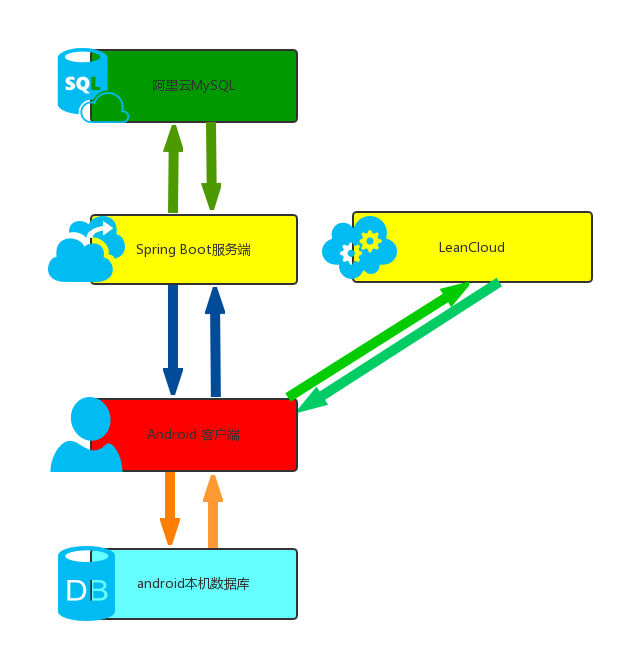 SQL
阿里云MySQL
Spring Boot服务端
LeanCloud
Android 客户端
DB
android本机数据库